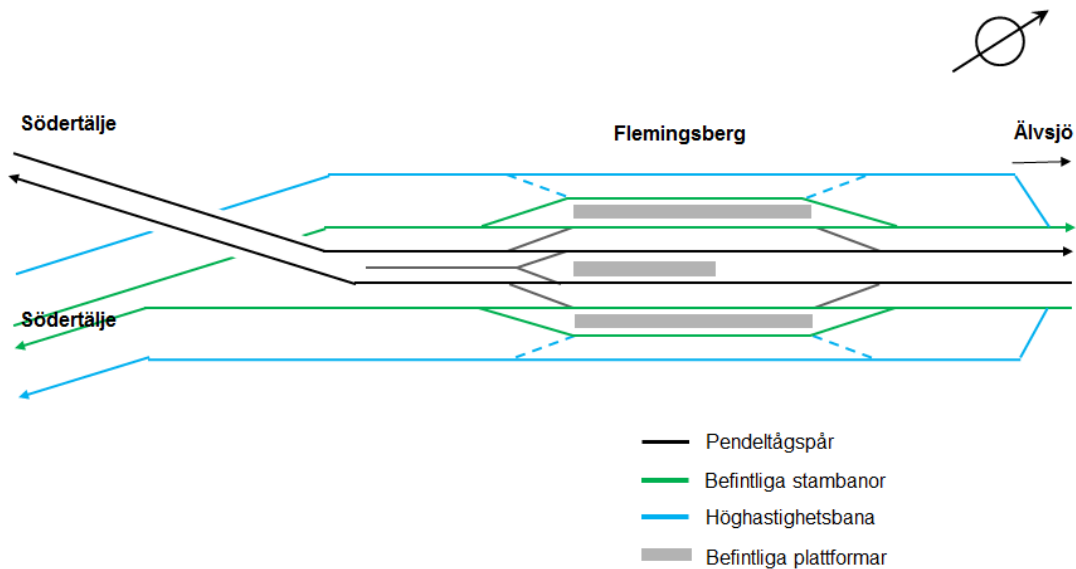 Södertälje
Flemingsberg
Älvsjö
Södertälje
Pendeltågspår
Befintliga stambanor
Höghastighetsbana
Befintliga plattformar